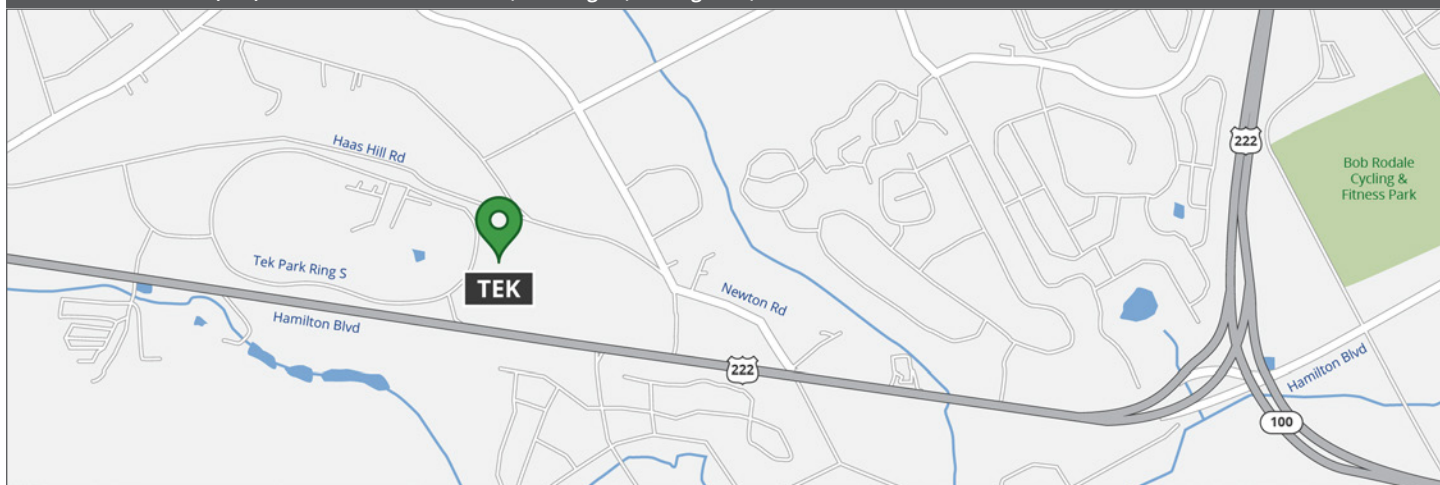 222
Haas Hill Rd
Bob Rodale
Cycling &
Fitness Park
Tek Park Ring S
TEK
Newton Rd
Hamilton Blvd
222
Hamilton Blvd
100